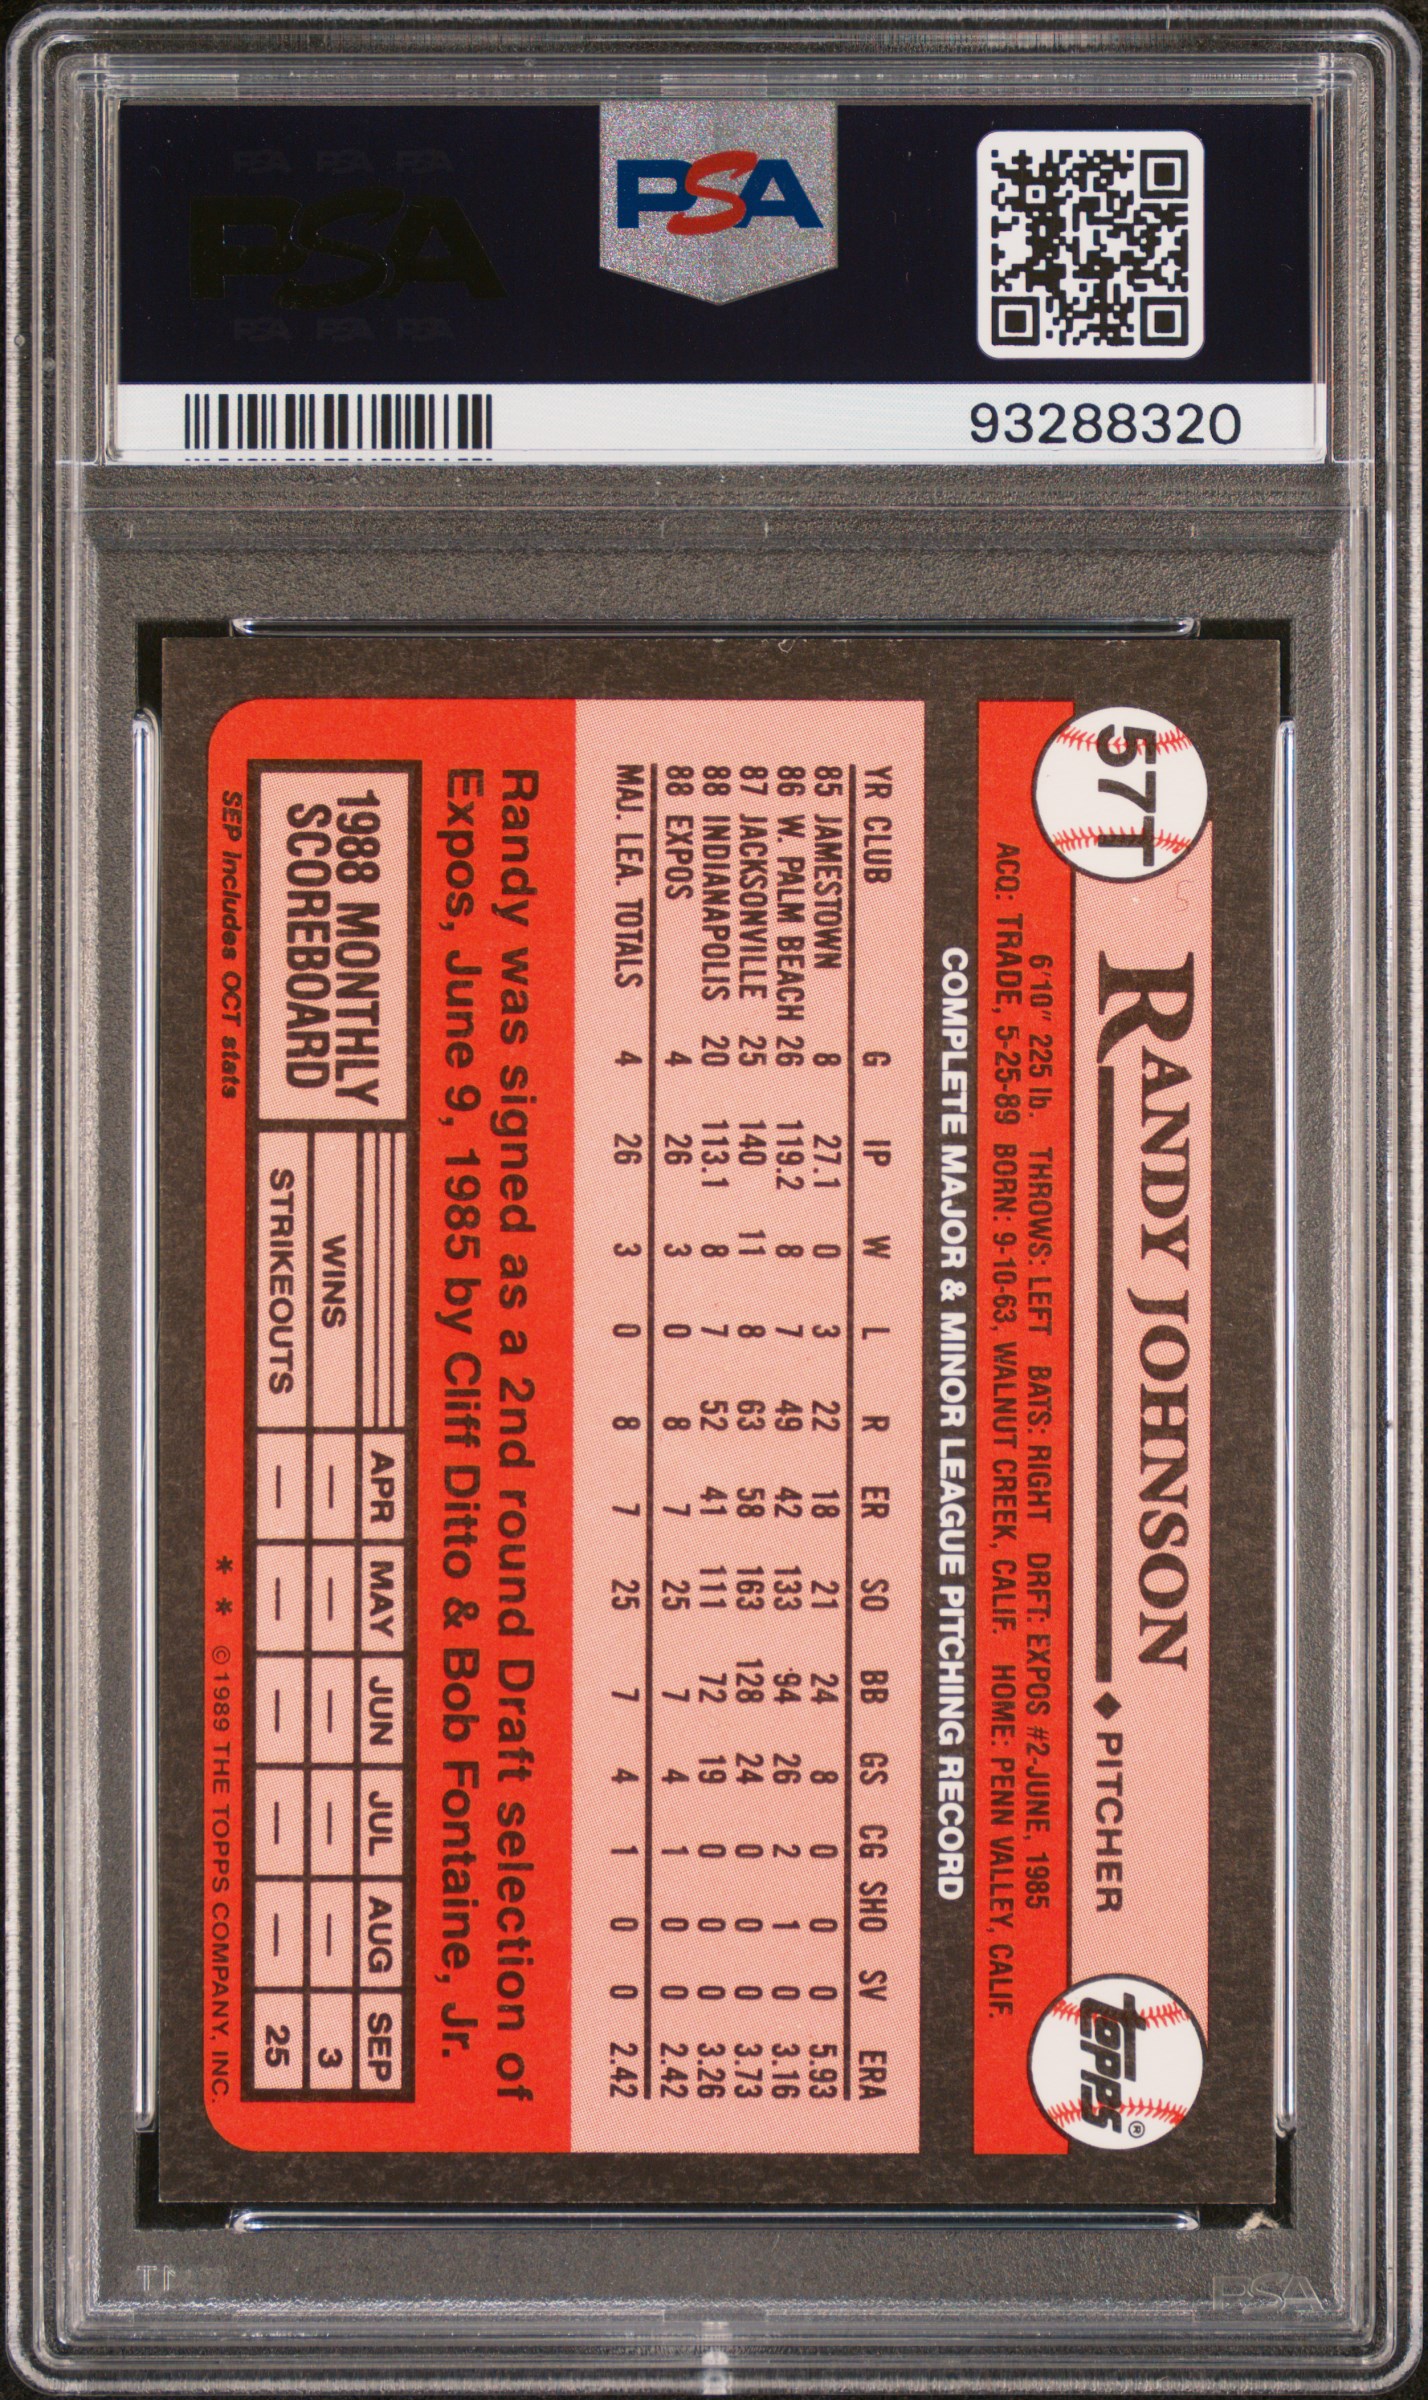 PSA PSA PSA
PSA
PSA PSA PSA
PSA
93288320
57T
RANDY JOHNSON
◆ PITCHER
topps®
6'10" 225 lb. THROWS: LEFT BATS: RIGHT DRFT: EXPOS #2-JUNE, 1985
ACQ: TRADE, 5-25-89 BORN: 9-10-63, WALNUT CREEK, CALIF. HOME: PENN VALLEY, CALIF.
COMPLETE MAJOR & MINOR LEAGUE PITCHING RECORD
YR CLUB G IP W L R ER SO BB GS CG SHO SV ERA
85 JAMESTOWN 8 27.1 0 3 22 18 21 24 8 0 0 0 5.93
86 W. PALM BEACH 26 119.2 8 7 49 42 133 94 26 2 1 0 3.16
87 JACKSONVILLE 25 140 11 8 63 58 163 128 24 0 0 0 3.73
88 INDIANAPOLIS 20 113.1 8 7 52 41 111 72 19 0 0 0 3.26
88 EXPOS 4 26 3 0 8 7 25 7 4 1 0 0 2.42
MAJ. LEA. TOTALS 4 26 3 0 8 7 25 7 4 1 0 0 2.42
Randy was signed as a 2nd round Draft selection of
Expos, June 9, 1985 by Cliff Ditto & Bob Fontaine, Jr.
1988 MONTHLY
SCOREBOARD
APR MAY JUN JUL AUG SEP
WINS — — — — — 3
STRIKEOUTS — — — — — 25
SEP Includes OCT stats
* * © 1989 THE TOPPS COMPANY, INC.
PSA